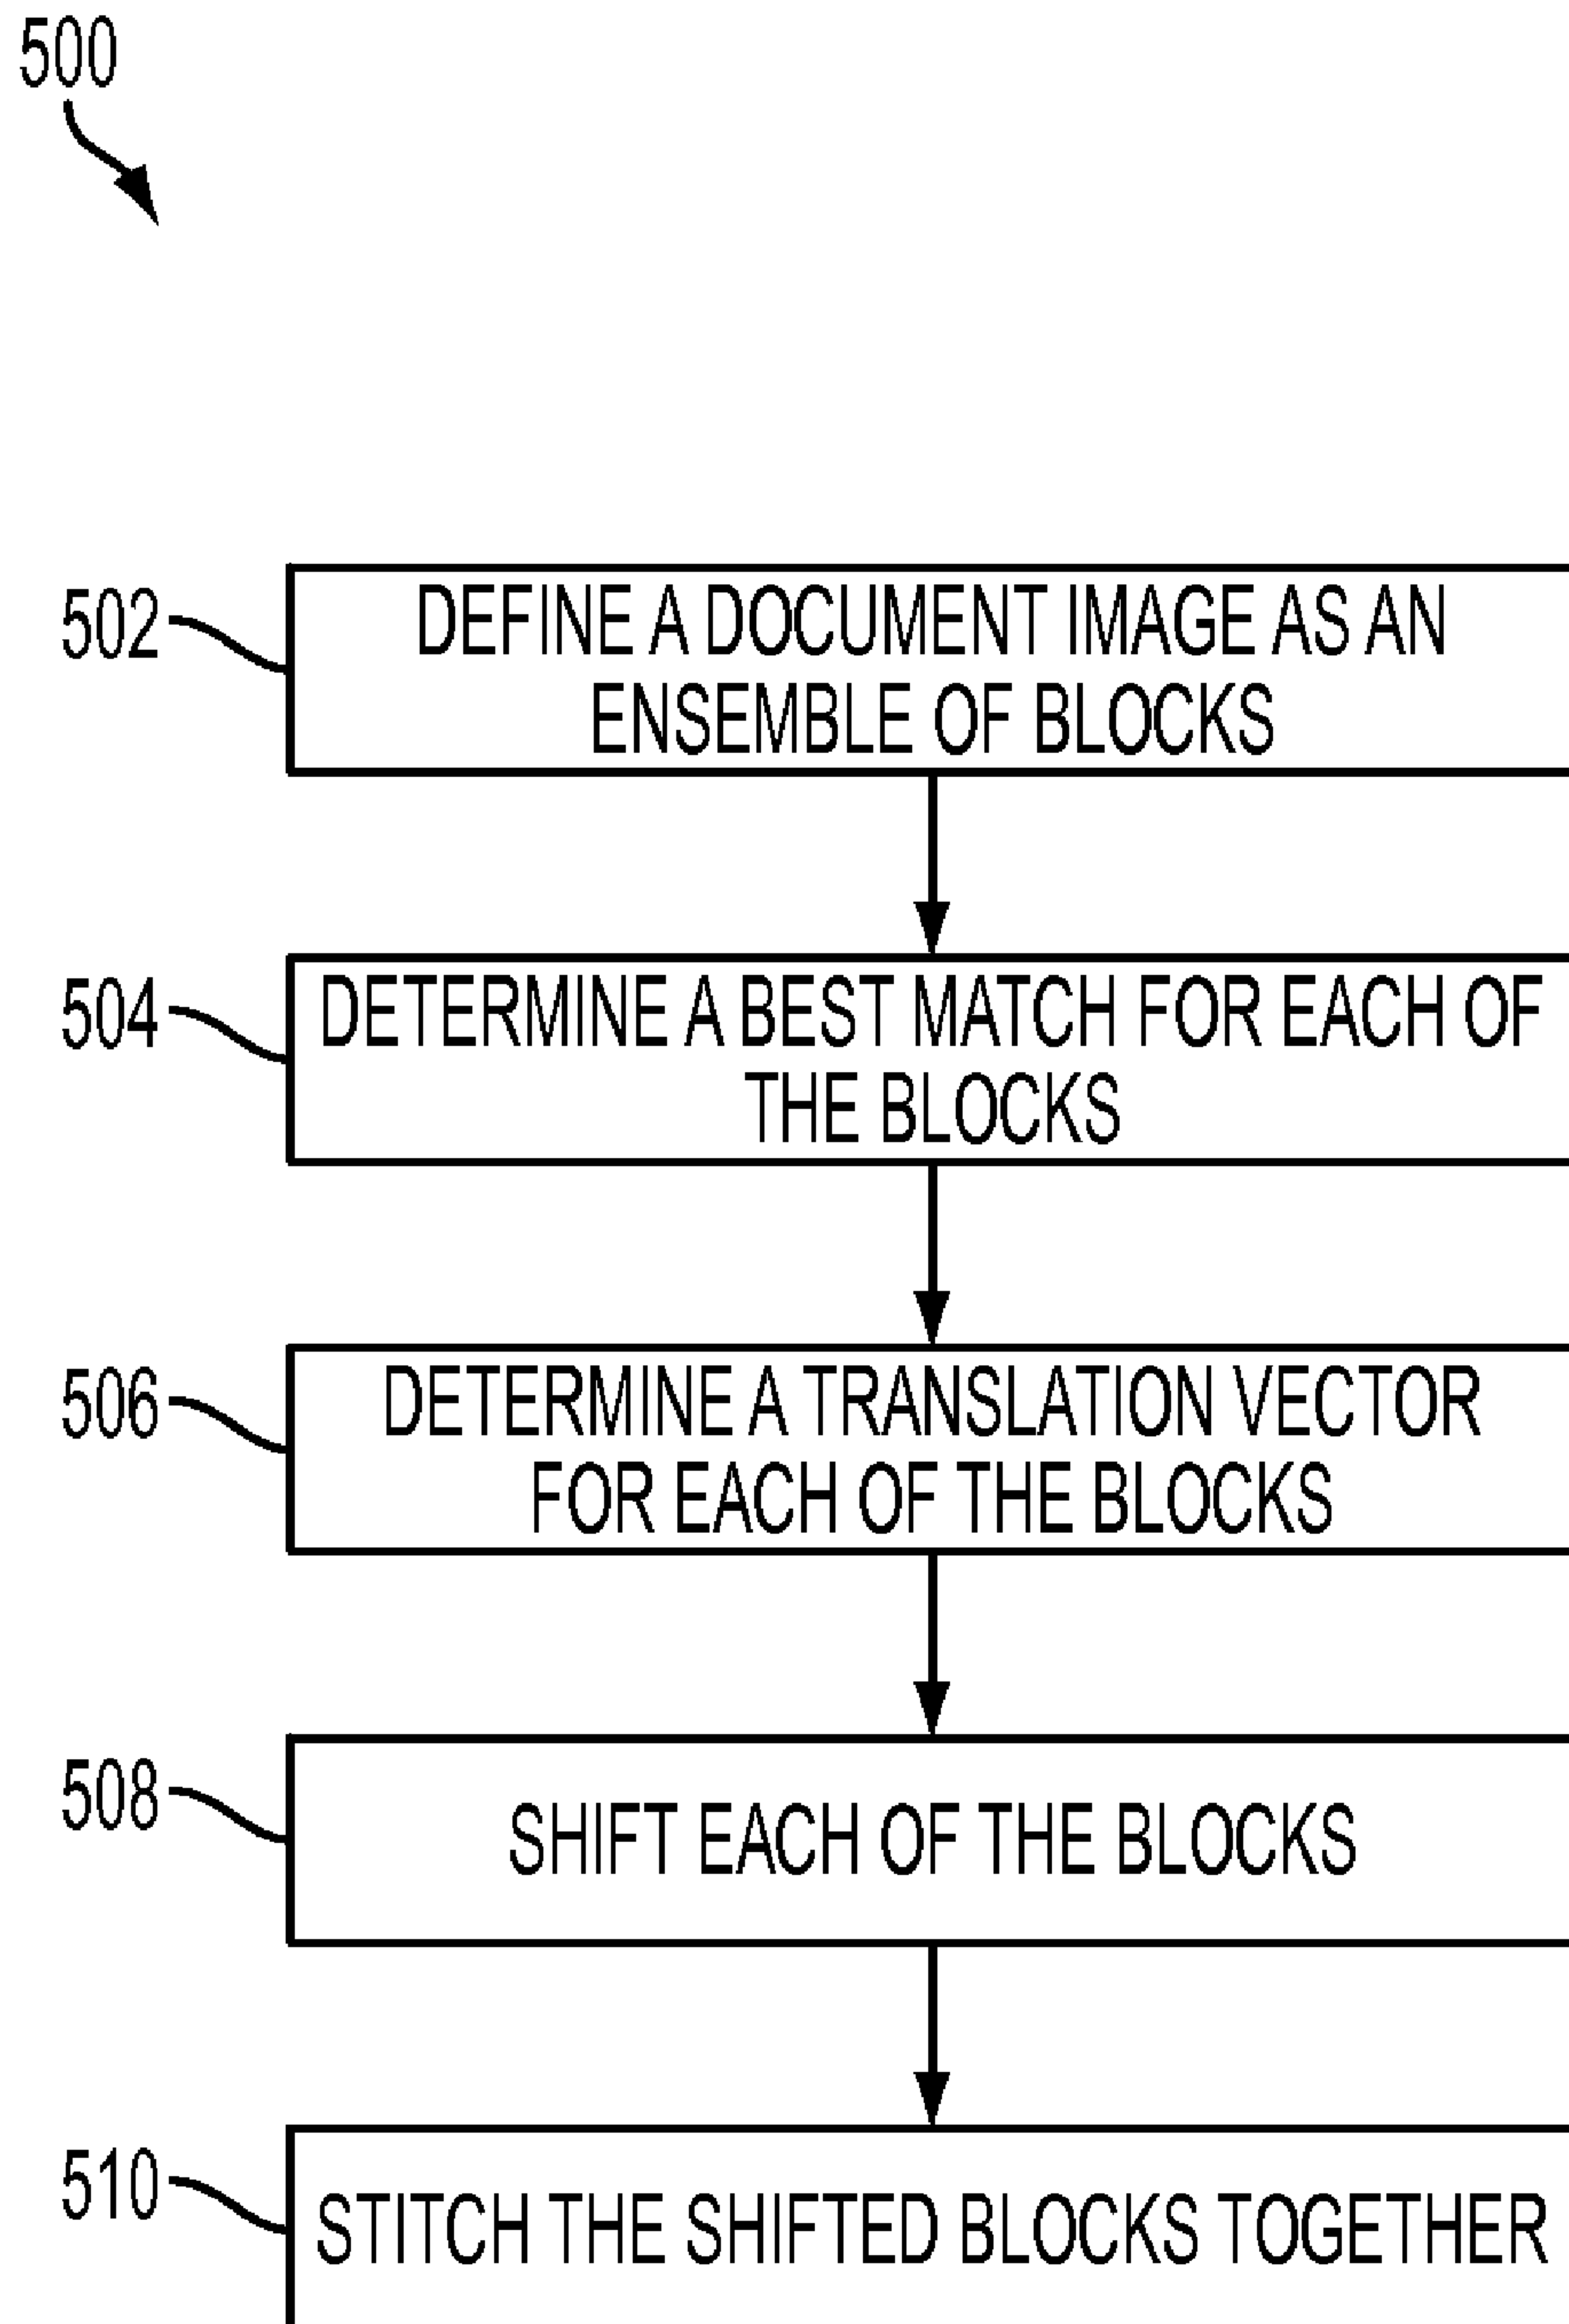 500
502
DEFINE A DOCUMENT IMAGE AS AN
ENSEMBLE OF BLOCKS
504
DETERMINE A BEST MATCH FOR EACH OF
THE BLOCKS
506
DETERMINE A TRANSLATION VECTOR
FOR EACH OF THE BLOCKS
508
SHIFT EACH OF THE BLOCKS
510
STITCH THE SHIFTED BLOCKS TOGETHER